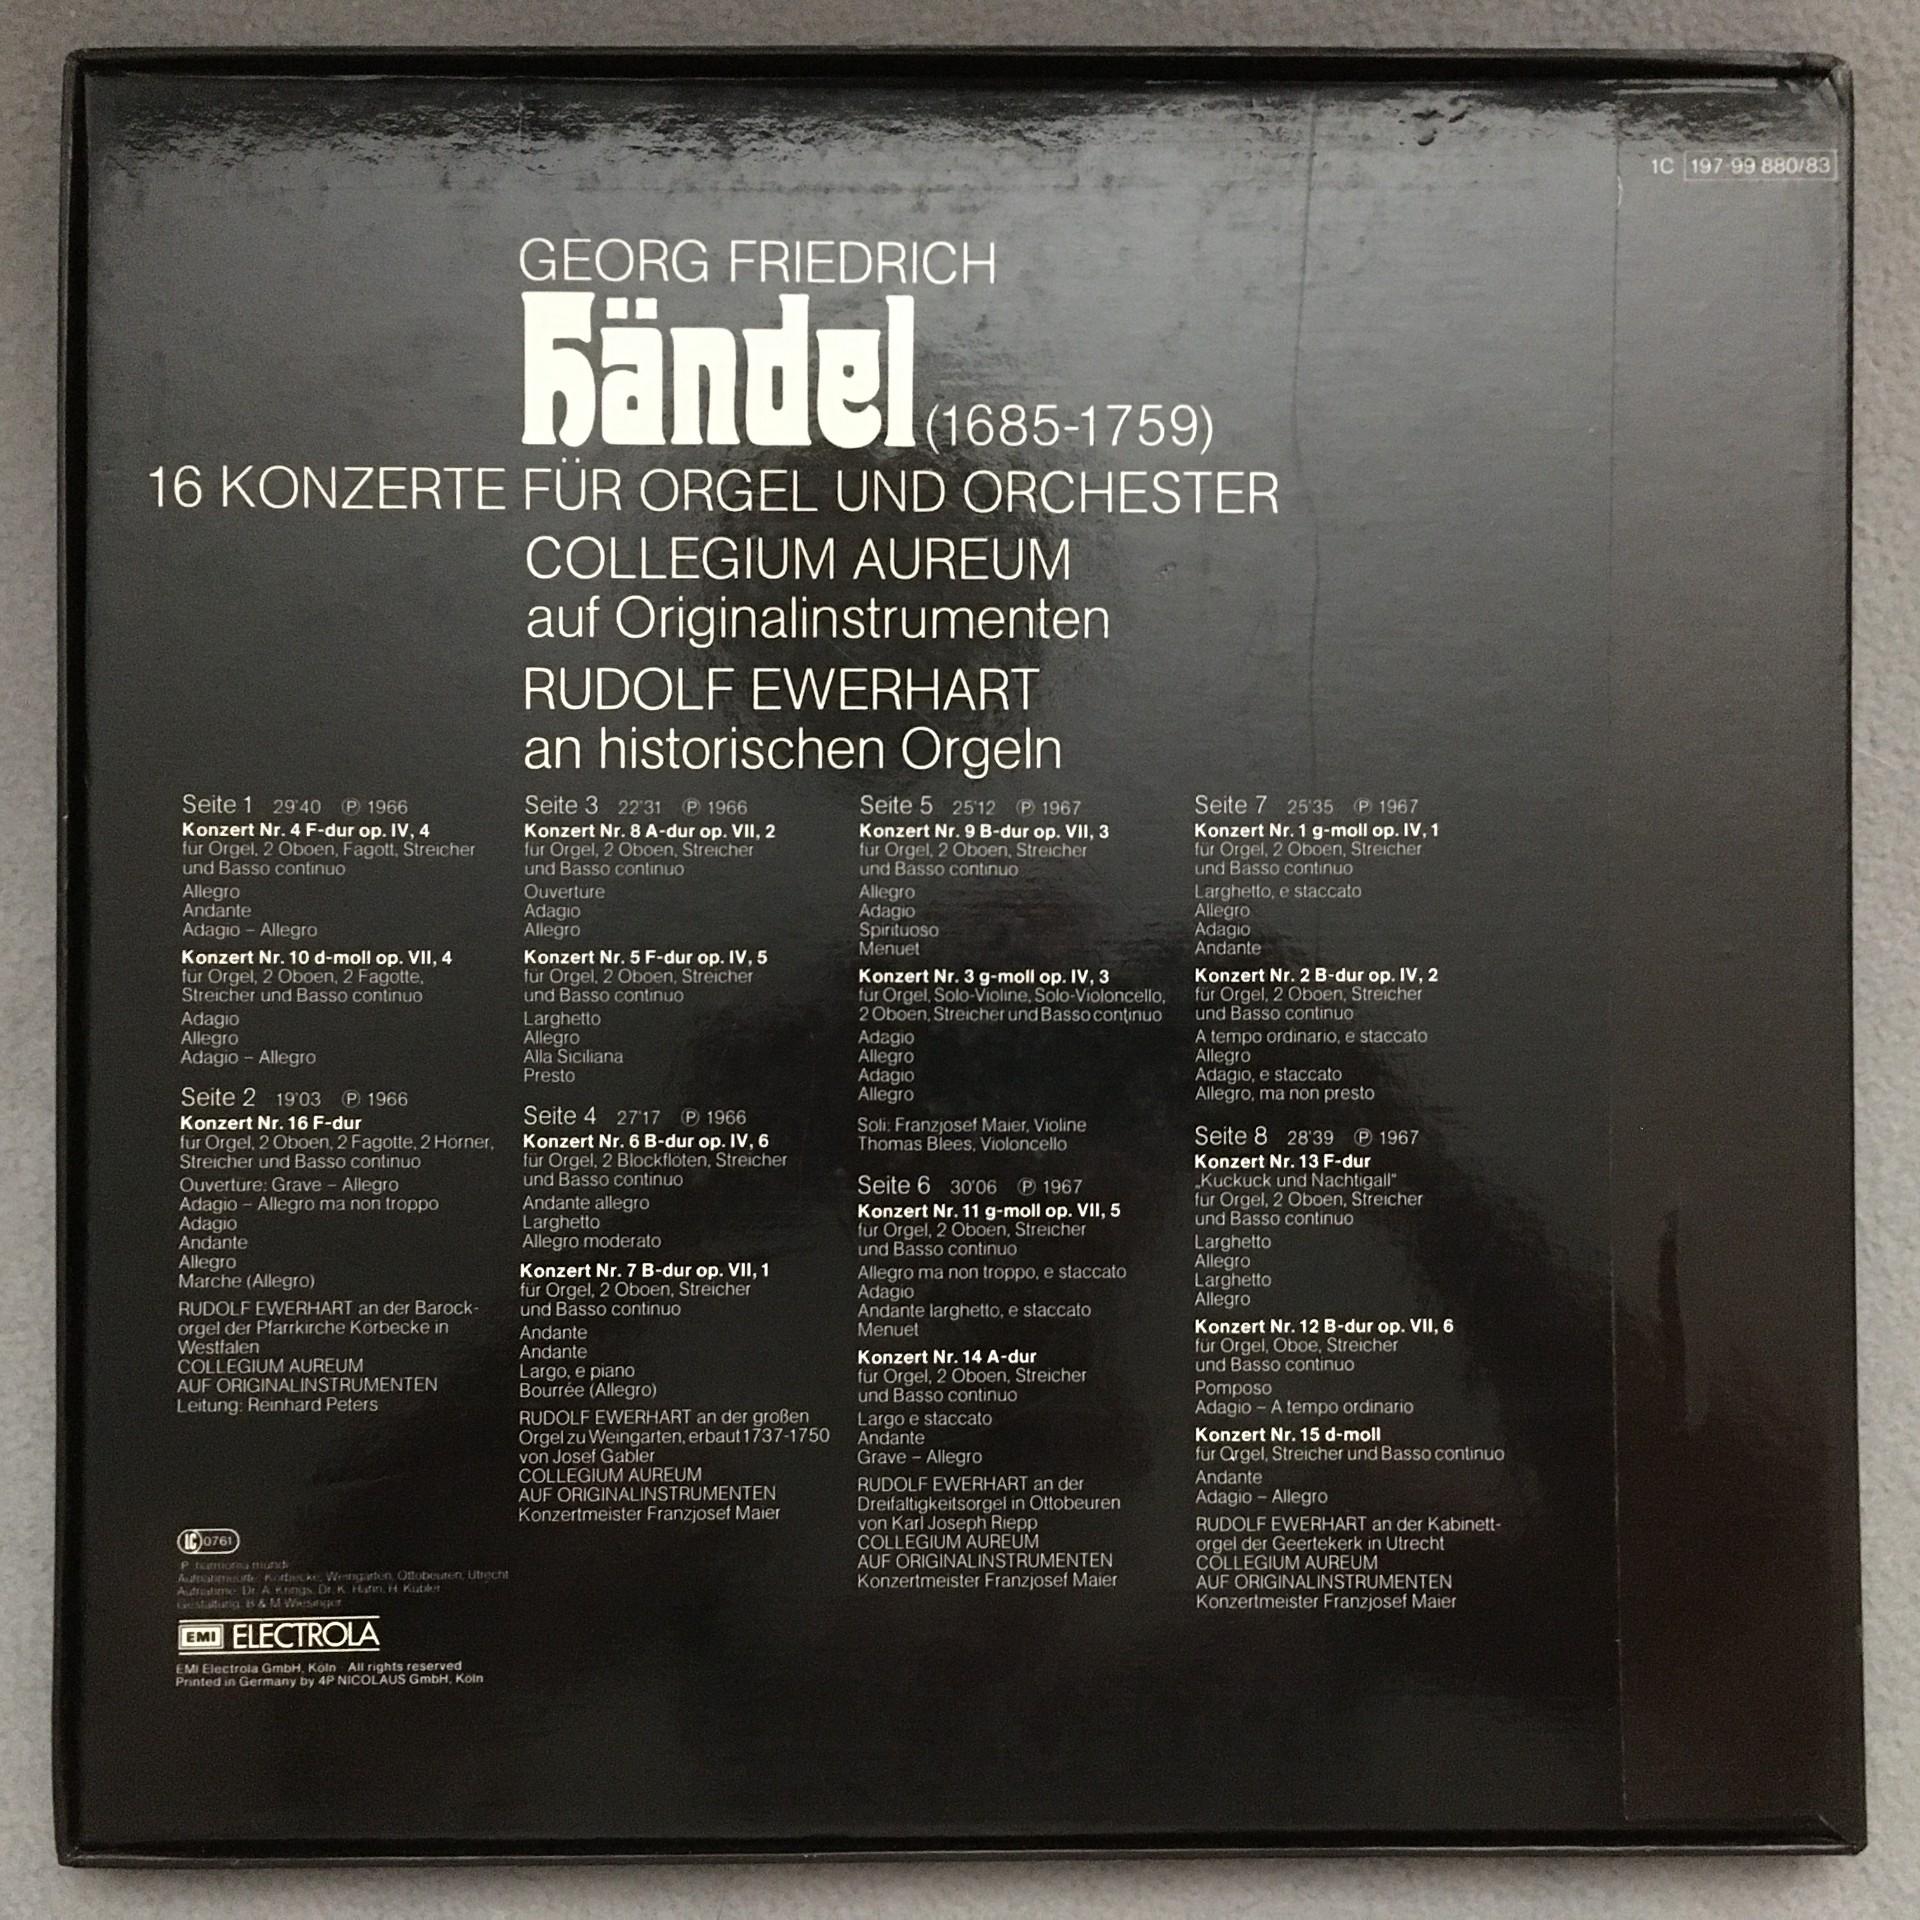 1C 197-99 880/83
GEORG FRIEDRICH
händel (1685-1759)
16 KONZERTE FÜR ORGEL UND ORCHESTER
COLLEGIUM AUREUM
auf Originalinstrumenten
RUDOLF EWERHART
an historischen Orgeln
Seite 1 29'40 Ⓟ 1966
Konzert Nr. 4 F-dur op. IV, 4
für Orgel, 2 Oboen, Fagott, Streicher
und Basso continuo
Allegro
Andante
Adagio – Allegro
Konzert Nr. 10 d-moll op. VII, 4
für Orgel, 2 Oboen, 2 Fagotte,
Streicher und Basso continuo
Adagio
Allegro
Adagio – Allegro
Seite 2 19'03 Ⓟ 1966
Konzert Nr. 16 F-dur
für Orgel, 2 Oboen, 2 Fagotte, 2 Hörner,
Streicher und Basso continuo
Ouverture: Grave – Allegro
Adagio – Allegro ma non troppo
Adagio
Andante
Allegro
Marche (Allegro)
RUDOLF EWERHART an der Barock-
orgel der Pfarrkirche Körbecke in
Westfalen
COLLEGIUM AUREUM
AUF ORIGINALINSTRUMENTEN
Leitung: Reinhard Peters
Seite 3 22'31 Ⓟ 1966
Konzert Nr. 8 A-dur op. VII, 2
für Orgel, 2 Oboen, Streicher
und Basso continuo
Ouverture
Adagio
Allegro
Konzert Nr. 5 F-dur op. IV, 5
für Orgel, 2 Oboen, Streicher
und Basso continuo
Larghetto
Allegro
Alla Siciliana
Presto
Seite 4 27'17 Ⓟ 1966
Konzert Nr. 6 B-dur op. IV, 6
für Orgel, 2 Blockflöten, Streicher
und Basso continuo
Andante allegro
Larghetto
Allegro moderato
Konzert Nr. 7 B-dur op. VII, 1
für Orgel, 2 Oboen, Streicher
und Basso continuo
Andante
Andante
Largo, e piano
Bourrée (Allegro)
RUDOLF EWERHART an der großen
Orgel zu Weingarten, erbaut 1737-1750
von Josef Gabler
COLLEGIUM AUREUM
AUF ORIGINALINSTRUMENTEN
Konzertmeister Franzjosef Maier
Seite 5 25'12 Ⓟ 1967
Konzert Nr. 9 B-dur op. VII, 3
für Orgel, 2 Oboen, Streicher
und Basso continuo
Allegro
Adagio
Spirituoso
Menuet
Konzert Nr. 3 g-moll op. IV, 3
für Orgel, Solo-Violine, Solo-Violoncello,
2 Oboen, Streicher und Basso continuo
Adagio
Allegro
Adagio
Allegro
Soli: Franzjosef Maier, Violine
Thomas Blees, Violoncello
Seite 6 30'06 Ⓟ 1967
Konzert Nr. 11 g-moll op. VII, 5
für Orgel, 2 Oboen, Streicher
und Basso continuo
Allegro ma non troppo, e staccato
Adagio
Andante larghetto, e staccato
Menuet
Konzert Nr. 14 A-dur
für Orgel, 2 Oboen, Streicher
und Basso continuo
Largo e staccato
Andante
Grave – Allegro
RUDOLF EWERHART an der
Dreifaltigkeitsorgel in Ottobeuren
von Karl Joseph Riepp
COLLEGIUM AUREUM
AUF ORIGINALINSTRUMENTEN
Konzertmeister Franzjosef Maier
Seite 7 25'35 Ⓟ 1967
Konzert Nr. 1 g-moll op. IV, 1
für Orgel, 2 Oboen, Streicher
und Basso continuo
Larghetto, e staccato
Allegro
Adagio
Andante
Konzert Nr. 2 B-dur op. IV, 2
für Orgel, 2 Oboen, Streicher
und Basso continuo
A tempo ordinario, e staccato
Allegro
Adagio, e staccato
Allegro, ma non presto
Seite 8 28'39 Ⓟ 1967
Konzert Nr. 13 F-dur
„Kuckuck und Nachtigall“
für Orgel, 2 Oboen, Streicher
und Basso continuo
Larghetto
Allegro
Larghetto
Allegro
Konzert Nr. 12 B-dur op. VII, 6
für Orgel, Oboe, Streicher
und Basso continuo
Pomposo
Adagio – A tempo ordinario
Konzert Nr. 15 d-moll
für Orgel, Streicher und Basso continuo
Andante
Adagio – Allegro
RUDOLF EWERHART an der Kabinett-
orgel der Geertekerk in Utrecht
COLLEGIUM AUREUM
AUF ORIGINALINSTRUMENTEN
Konzertmeister Franzjosef Maier
LC 0761
P harmonia mundi
Aufnahmeorte: Körbecke, Weingarten, Ottobeuren, Utrecht
Aufnahme: Dr. A. Krings, Dr. K. Hahn, H. Kübler
Gestaltung: B & M Wiesinger
EMI ELECTROLA
EMI Electrola GmbH, Köln · All rights reserved
Printed in Germany by 4P NICOLAUS GmbH, Köln